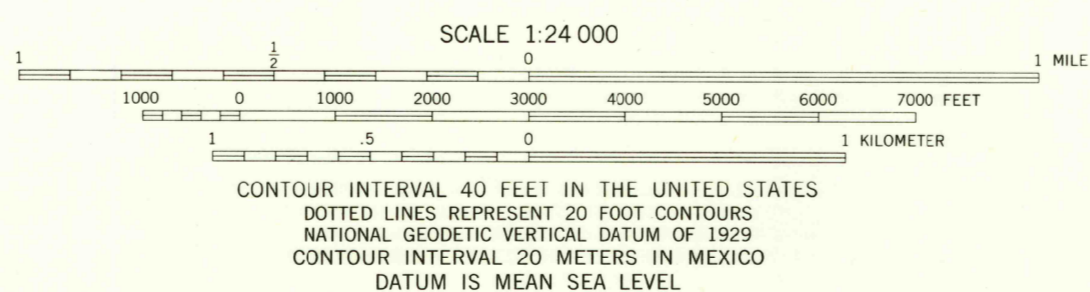 SCALE 1:24 000
1 1/2 0 1 MILE
1000 0 1000 2000 3000 4000 5000 6000 7000 FEET
1 .5 0 1 KILOMETER
CONTOUR INTERVAL 40 FEET IN THE UNITED STATES
DOTTED LINES REPRESENT 20 FOOT CONTOURS
NATIONAL GEODETIC VERTICAL DATUM OF 1929
CONTOUR INTERVAL 20 METERS IN MEXICO
DATUM IS MEAN SEA LEVEL